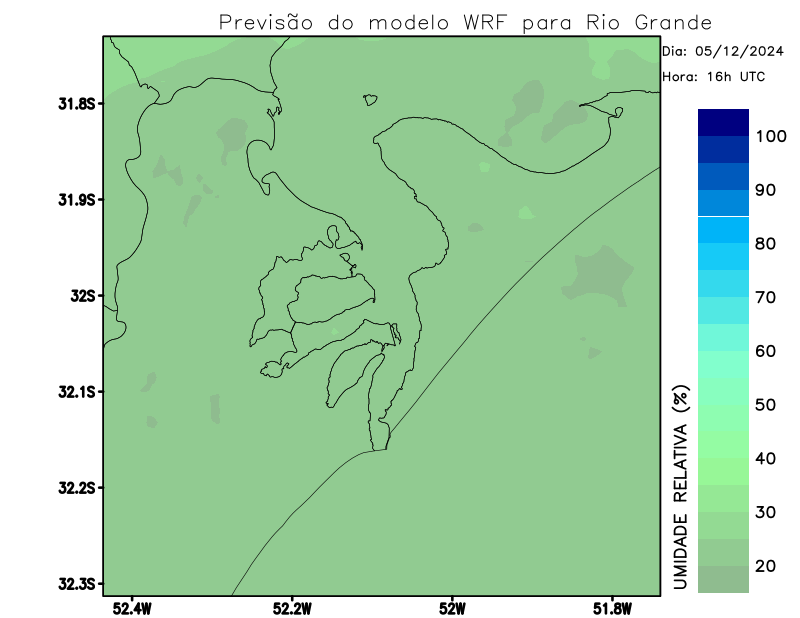 Previsão do modelo WRF para Rio Grande
Dia: 05/12/2024
Hora: 16h UTC
31.8S
31.9S
32S
32.1S
32.2S
32.3S
52.4W
52.2W
52W
51.8W
100
90
80
70
60
50
40
30
20
UMIDADE RELATIVA (%)